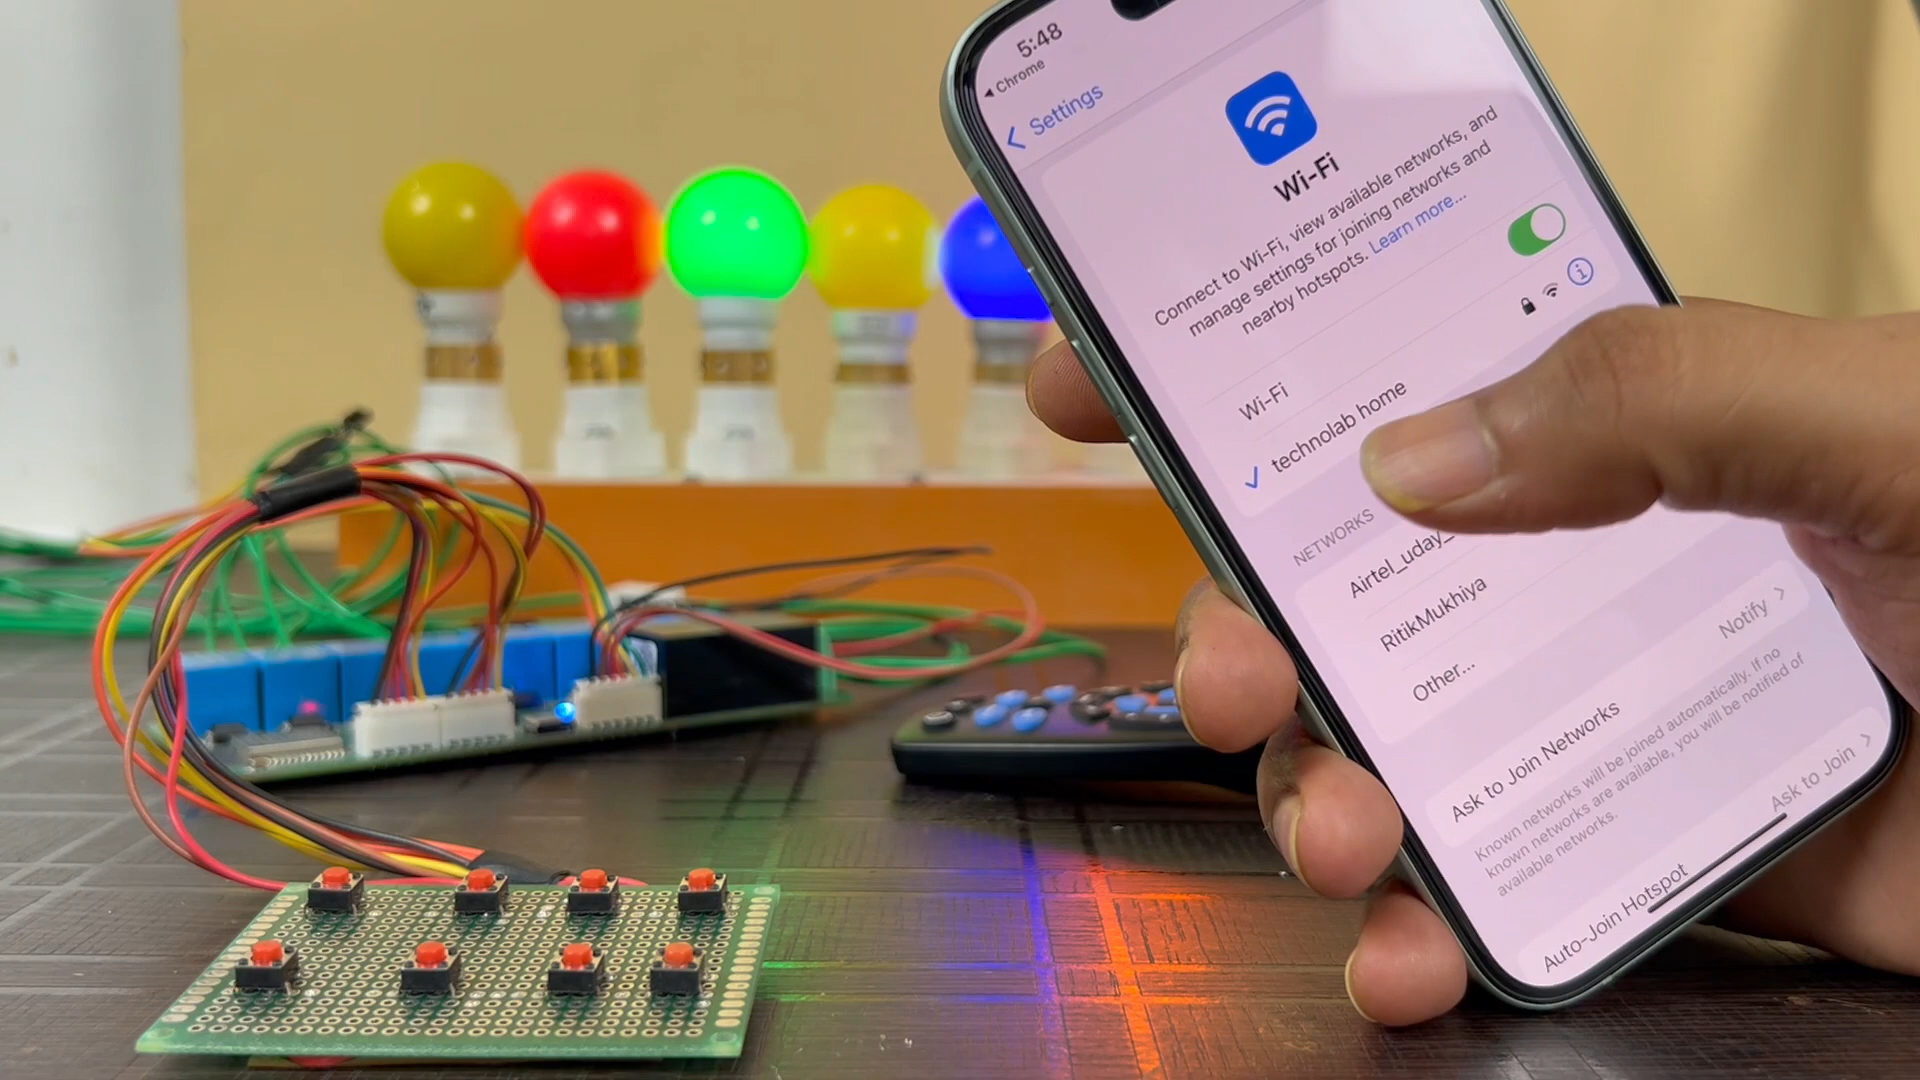 5:48
◀ Chrome
Settings
Wi-Fi
Connect to Wi-Fi, view available networks, and
manage settings for joining networks and
nearby hotspots. Learn more...
Wi-Fi
technolab home
NETWORKS
Airtel_uday_
RitikMukhiya
Other...
Ask to Join Networks
Notify
Known networks will be joined automatically. If no
known networks are available, you will be notified of
available networks.
Auto-Join Hotspot
Ask to Join